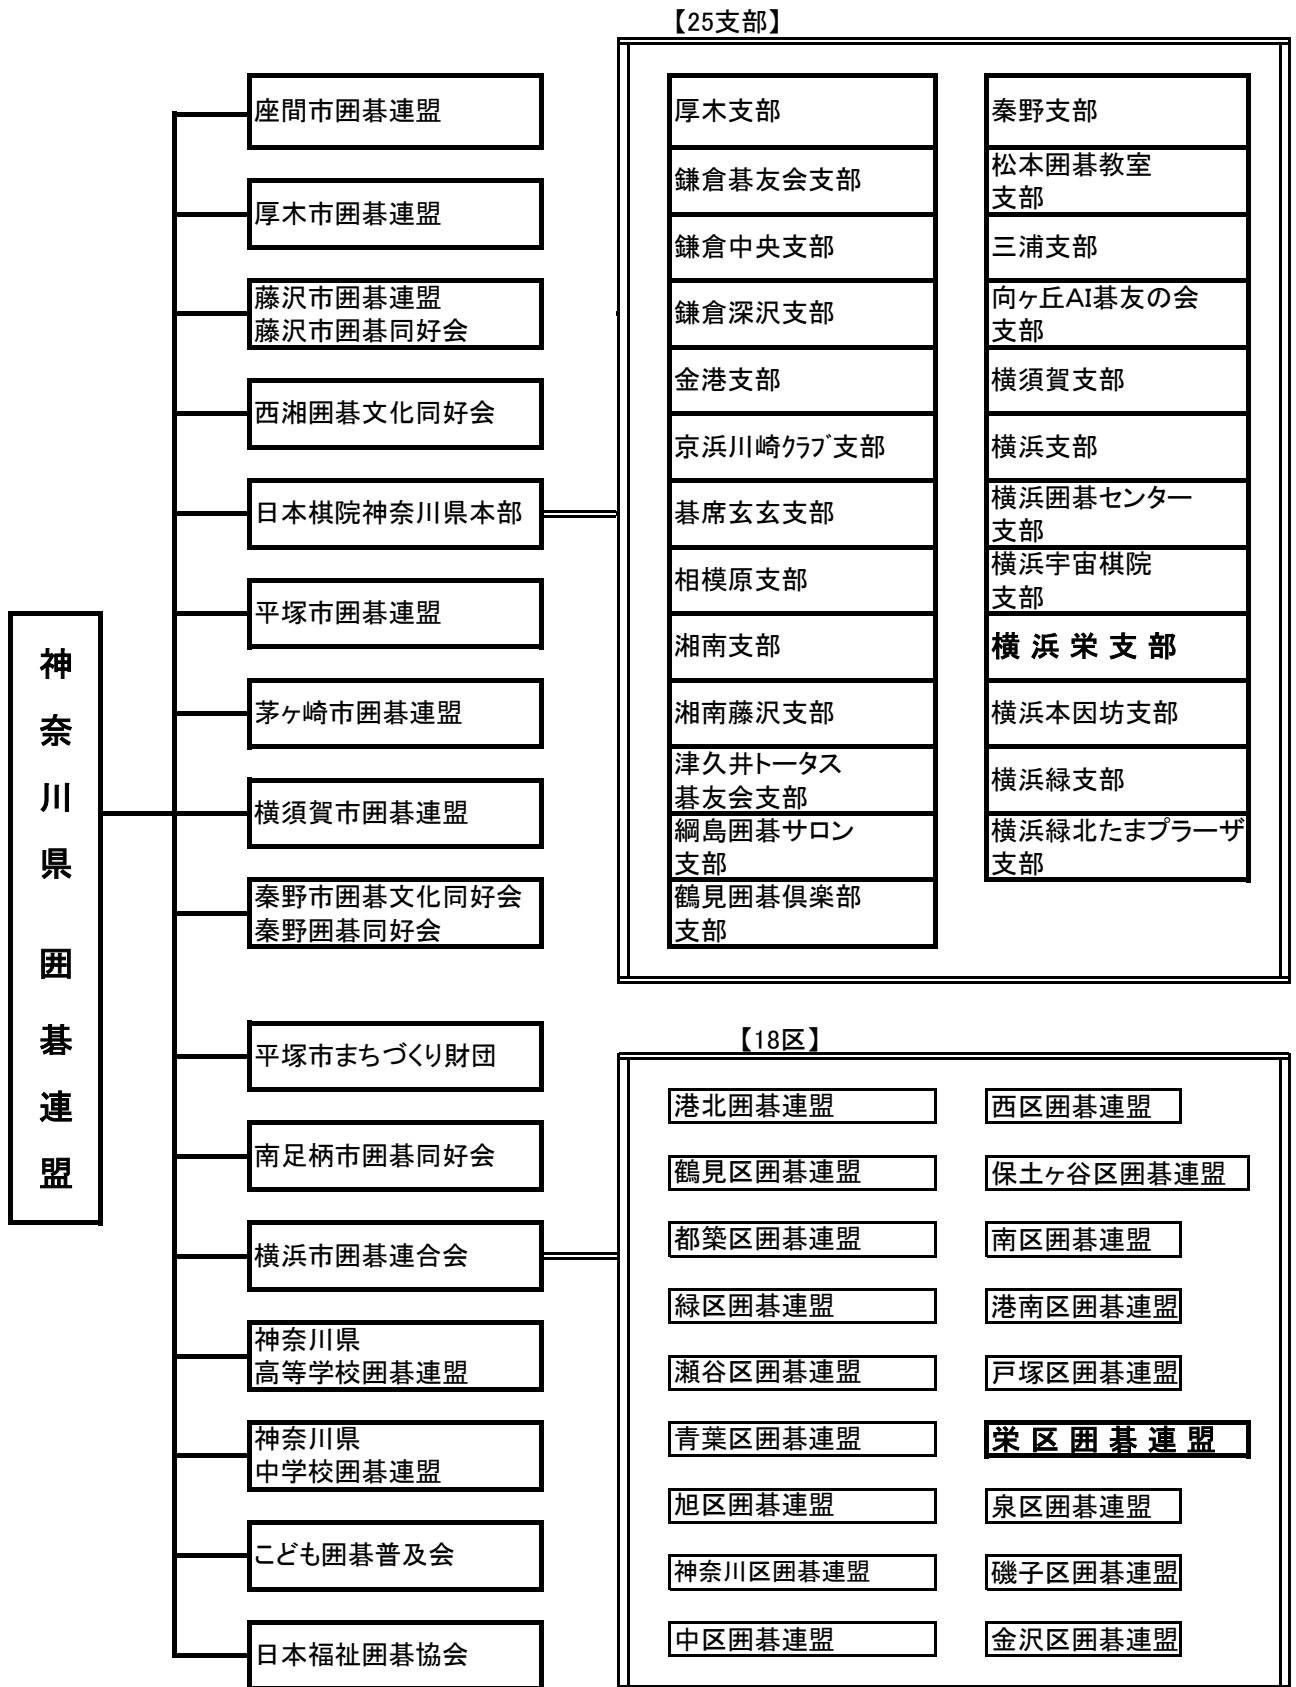 神奈川県囲碁連盟
座間市囲碁連盟
厚木市囲碁連盟
藤沢市囲碁連盟
藤沢市囲碁同好会
西湘囲碁文化同好会
日本棋院神奈川県本部
平塚市囲碁連盟
茅ヶ崎市囲碁連盟
横須賀市囲碁連盟
秦野市囲碁文化同好会
秦野囲碁同好会
平塚市まちづくり財団
南足柄市囲碁同好会
横浜市囲碁連合会
神奈川県
高等学校囲碁連盟
神奈川県
中学校囲碁連盟
こども囲碁普及会
日本福祉囲碁協会
【25支部】
厚木支部
鎌倉碁友会支部
鎌倉中央支部
鎌倉深沢支部
金港支部
京浜川崎ｸﾗﾌﾞ支部
碁席玄玄支部
相模原支部
湘南支部
湘南藤沢支部
津久井トータス
碁友会支部
綱島囲碁サロン
支部
鶴見囲碁倶楽部
支部
秦野支部
松本囲碁教室
支部
三浦支部
向ヶ丘AI碁友の会
支部
横須賀支部
横浜支部
横浜囲碁センター
支部
横浜宇宙棋院
支部
横浜栄支部
横浜本因坊支部
横浜緑支部
横浜緑北たまプラーザ
支部
【18区】
港北囲碁連盟
鶴見区囲碁連盟
都築区囲碁連盟
緑区囲碁連盟
瀬谷区囲碁連盟
青葉区囲碁連盟
旭区囲碁連盟
神奈川区囲碁連盟
中区囲碁連盟
西区囲碁連盟
保土ヶ谷区囲碁連盟
南区囲碁連盟
港南区囲碁連盟
戸塚区囲碁連盟
栄区囲碁連盟
泉区囲碁連盟
磯子区囲碁連盟
金沢区囲碁連盟